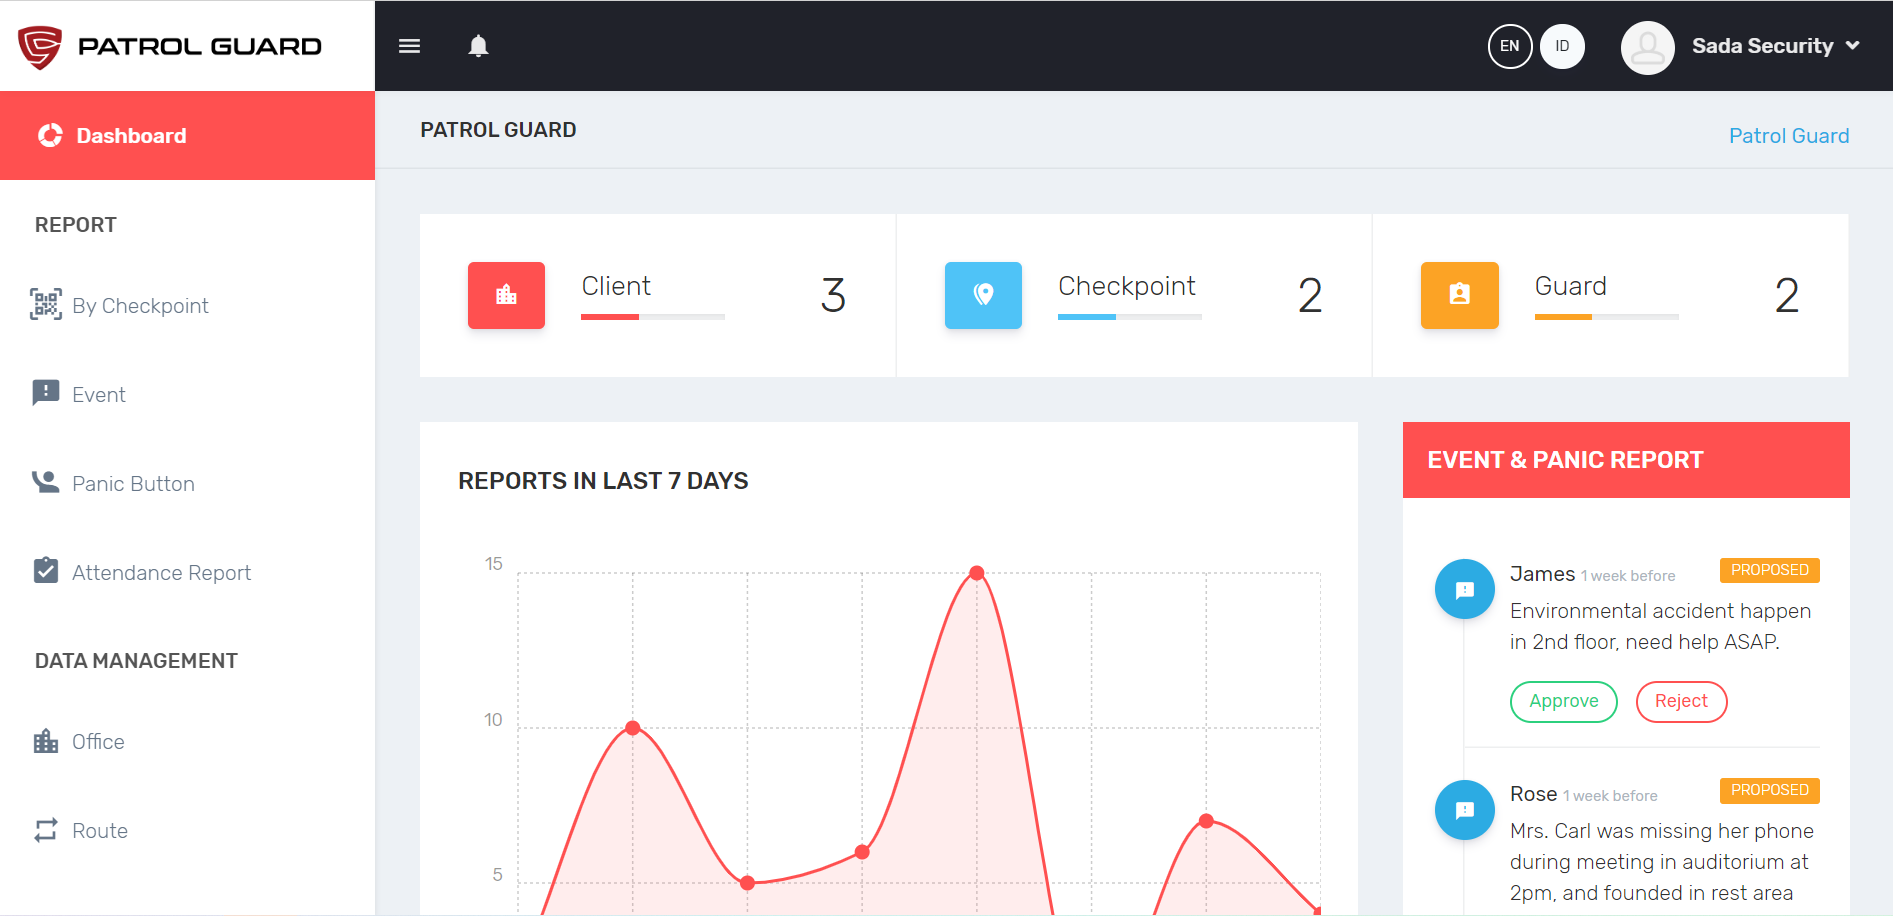 PATROL GUARD
EN
ID
Sada Security
Dashboard
PATROL GUARD
Patrol Guard
REPORT
By Checkpoint
Event
Panic Button
Attendance Report
DATA MANAGEMENT
Office
Route
Client
3
Checkpoint
2
Guard
2
REPORTS IN LAST 7 DAYS
15
10
5
EVENT & PANIC REPORT
James 1 week before
PROPOSED
Environmental accident happen
in 2nd floor, need help ASAP.
Approve
Reject
Rose 1 week before
PROPOSED
Mrs. Carl was missing her phone
during meeting in auditorium at
2pm, and founded in rest area